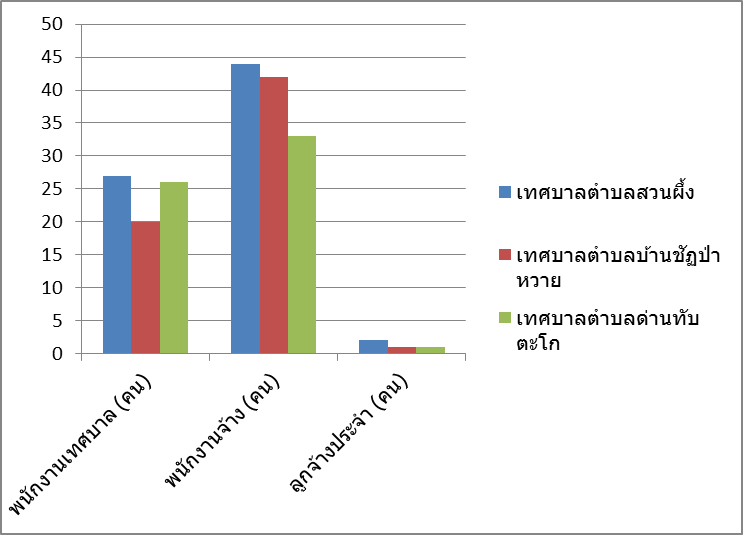 50
45
40
35
30
25
20
15
10
5
0
พนักงานเทศบาล (คน)
พนักงานจ้าง (คน)
ลูกจ้างประจำ (คน)
เทศบาลตำบลสวนผึ้ง
เทศบาลตำบลบ้านชัฏป่า
หวาย
เทศบาลตำบลด่านทับ
ตะโก